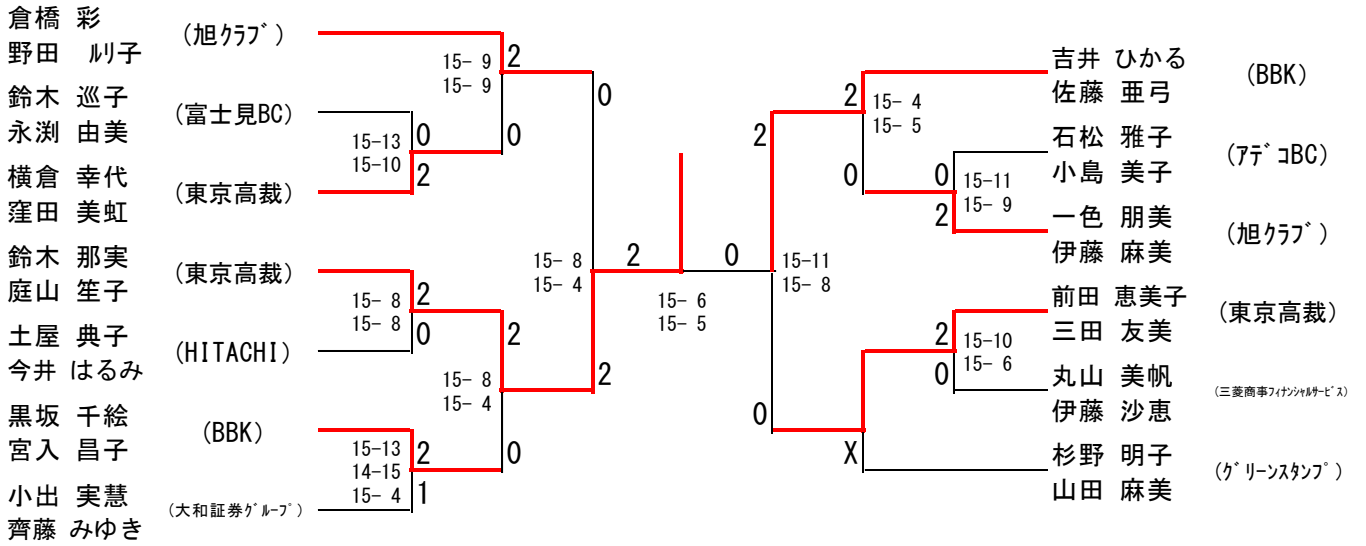 倉橋 彩
野田 ルリ子
(旭クラブ)
鈴木 巡子
永渕 由美
(富士見BC)
横倉 幸代
窪田 美虹
(東京高裁)
鈴木 那実
庭山 笙子
(東京高裁)
土屋 典子
今井 はるみ
(HITACHI)
黒坂 千絵
宮入 昌子
(BBK)
小出 実慧
齊藤 みゆき
(大和証券グループ)
15- 9
15- 9
2
0
15-13
15-10
0
2
15- 8
15- 8
2
0
15-13
14-15
15- 4
2
1
15- 8
15- 4
2
0
15- 8
15- 4
0
2
2
0
15- 6
15- 5
15-11
15- 8
2
0
15- 4
15- 5
2
0
15-11
15- 9
0
2
15-10
15- 6
2
0
X
吉井 ひかる
佐藤 亜弓
(BBK)
石松 雅子
小島 美子
(アデコBC)
一色 朋美
伊藤 麻美
(旭クラブ)
前田 恵美子
三田 友美
(東京高裁)
丸山 美帆
伊藤 沙恵
(三菱商事フィナンシャルサービス)
杉野 明子
山田 麻美
(グリーンスタンプ)